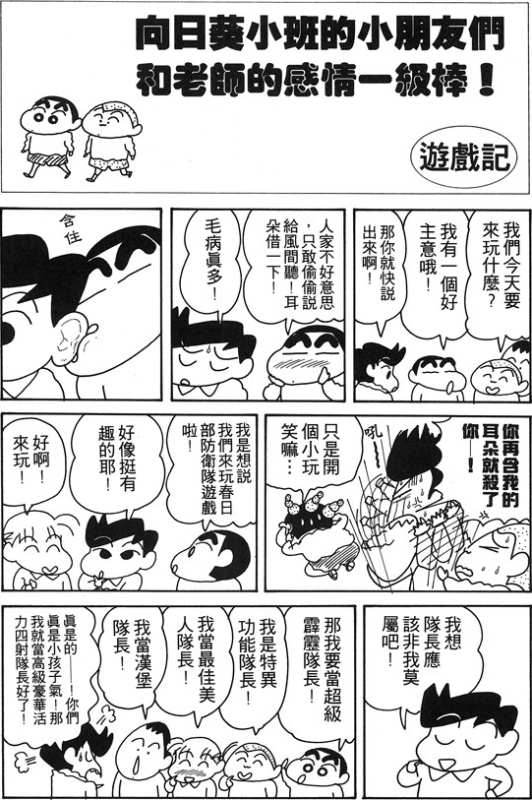 向日葵小班的小朋友們
和老師的感情一級棒！
遊戲記
我們今天要
來玩什麼？
我有一個好
主意哦！
那你就快說
出來啊！
人家不好意思
，只敢偷偷說
給風間聽！耳
朵借一下！
毛病真多！
含住
你再含我的
耳朵就殺了
你──！
吼
只是開
個小玩
笑嘛…
我是想說
我們來玩春日
部防衛隊遊戲
啦！
好像挺有
趣的耶！
好啊！
來玩！
我想
隊長應
該非我莫
屬吧！
那我要當超級
霹靂隊長！
我是特異
功能隊長！
我當最佳美
人隊長！
我當漢堡
隊長！
真是的──！你們
真是小孩子氣！那
我就當高級豪華活
力四射隊長好了！